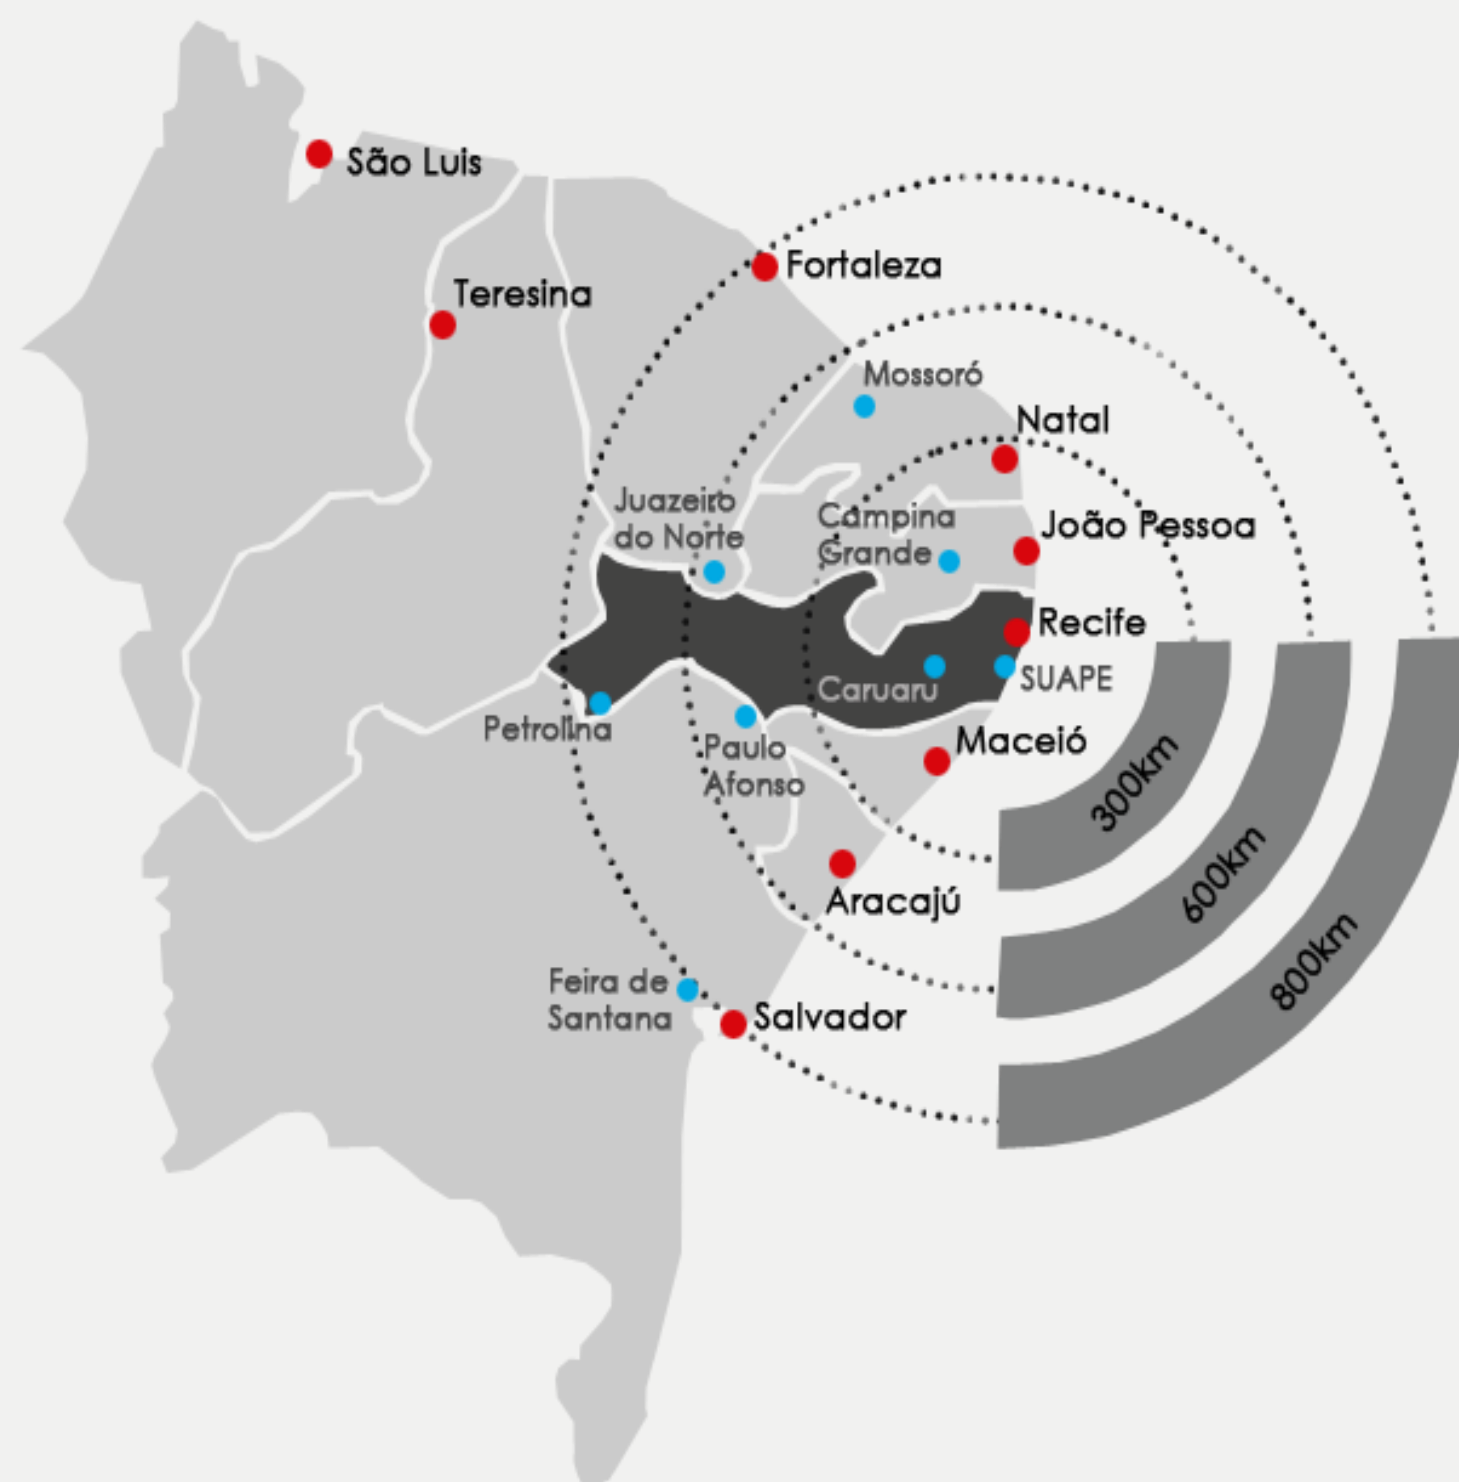 São Luis
Fortaleza
Teresina
Mossoró
Natal
Juazeiro
do Norte
Campina
Grande
João Pessoa
Recife
SUAPE
Caruaru
Petrolina
Paulo
Afonso
Maceió
300km
600km
800km
Aracajú
Feira de
Santana
Salvador